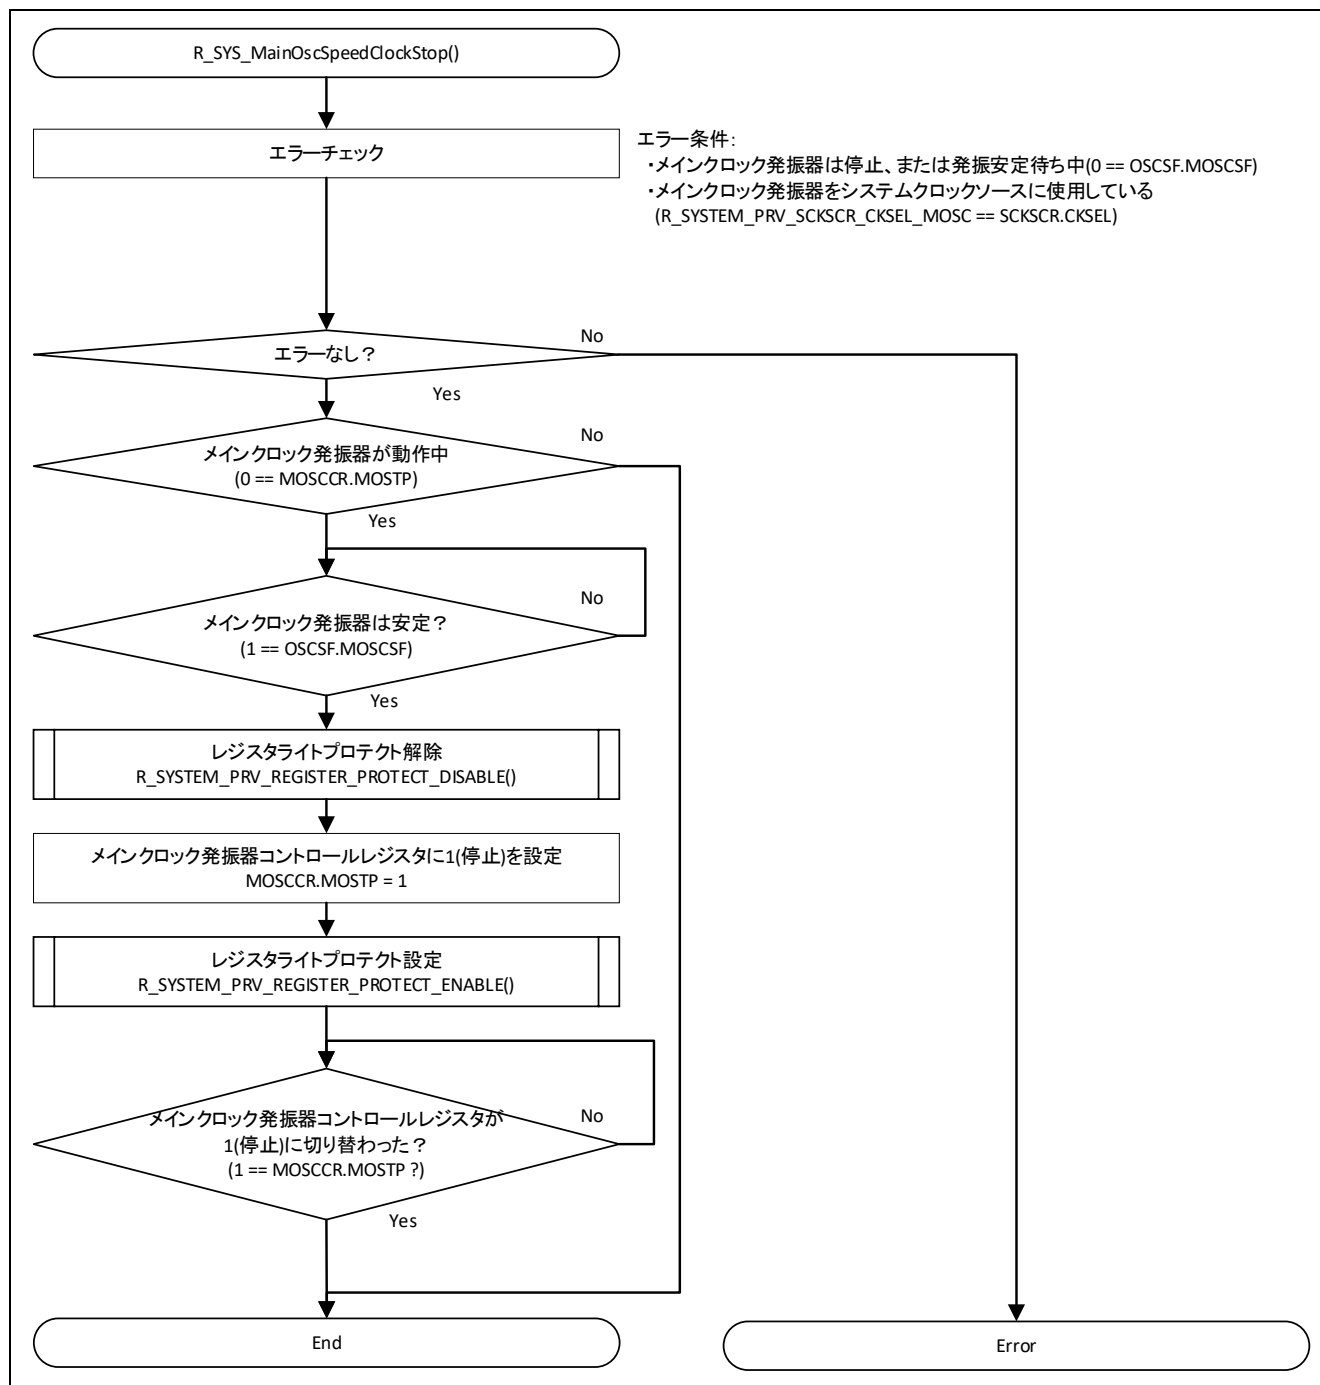 R_SYS_MainOscSpeedClockStop()
エラーチェック
エラー条件:
・メインクロック発振器は停止、または発振安定待ち中(0 == OSCSF.MOSCSF)
・メインクロック発振器をシステムクロックソースに使用している
(R_SYSTEM_PRV_SCKSCR_CKSEL_MOSC == SCKSCR.CKSEL)
エラーなし？
No
Yes
メインクロック発振器が動作中
(0 == MOSCCR.MOSTP)
No
Yes
メインクロック発振器は安定？
(1 == OSCSF.MOSCSF)
No
Yes
レジスタライトプロテクト解除
R_SYSTEM_PRV_REGISTER_PROTECT_DISABLE()
メインクロック発振器コントロールレジスタに1(停止)を設定
MOSCCR.MOSTP = 1
レジスタライトプロテクト設定
R_SYSTEM_PRV_REGISTER_PROTECT_ENABLE()
メインクロック発振器コントロールレジスタが
1(停止)に切り替わった？
(1 == MOSCCR.MOSTP ?)
No
Yes
End
Error